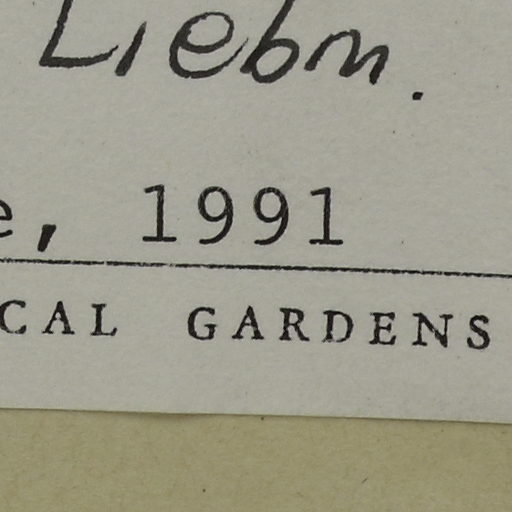 Liebm.
e, 1991
CAL GARDENS